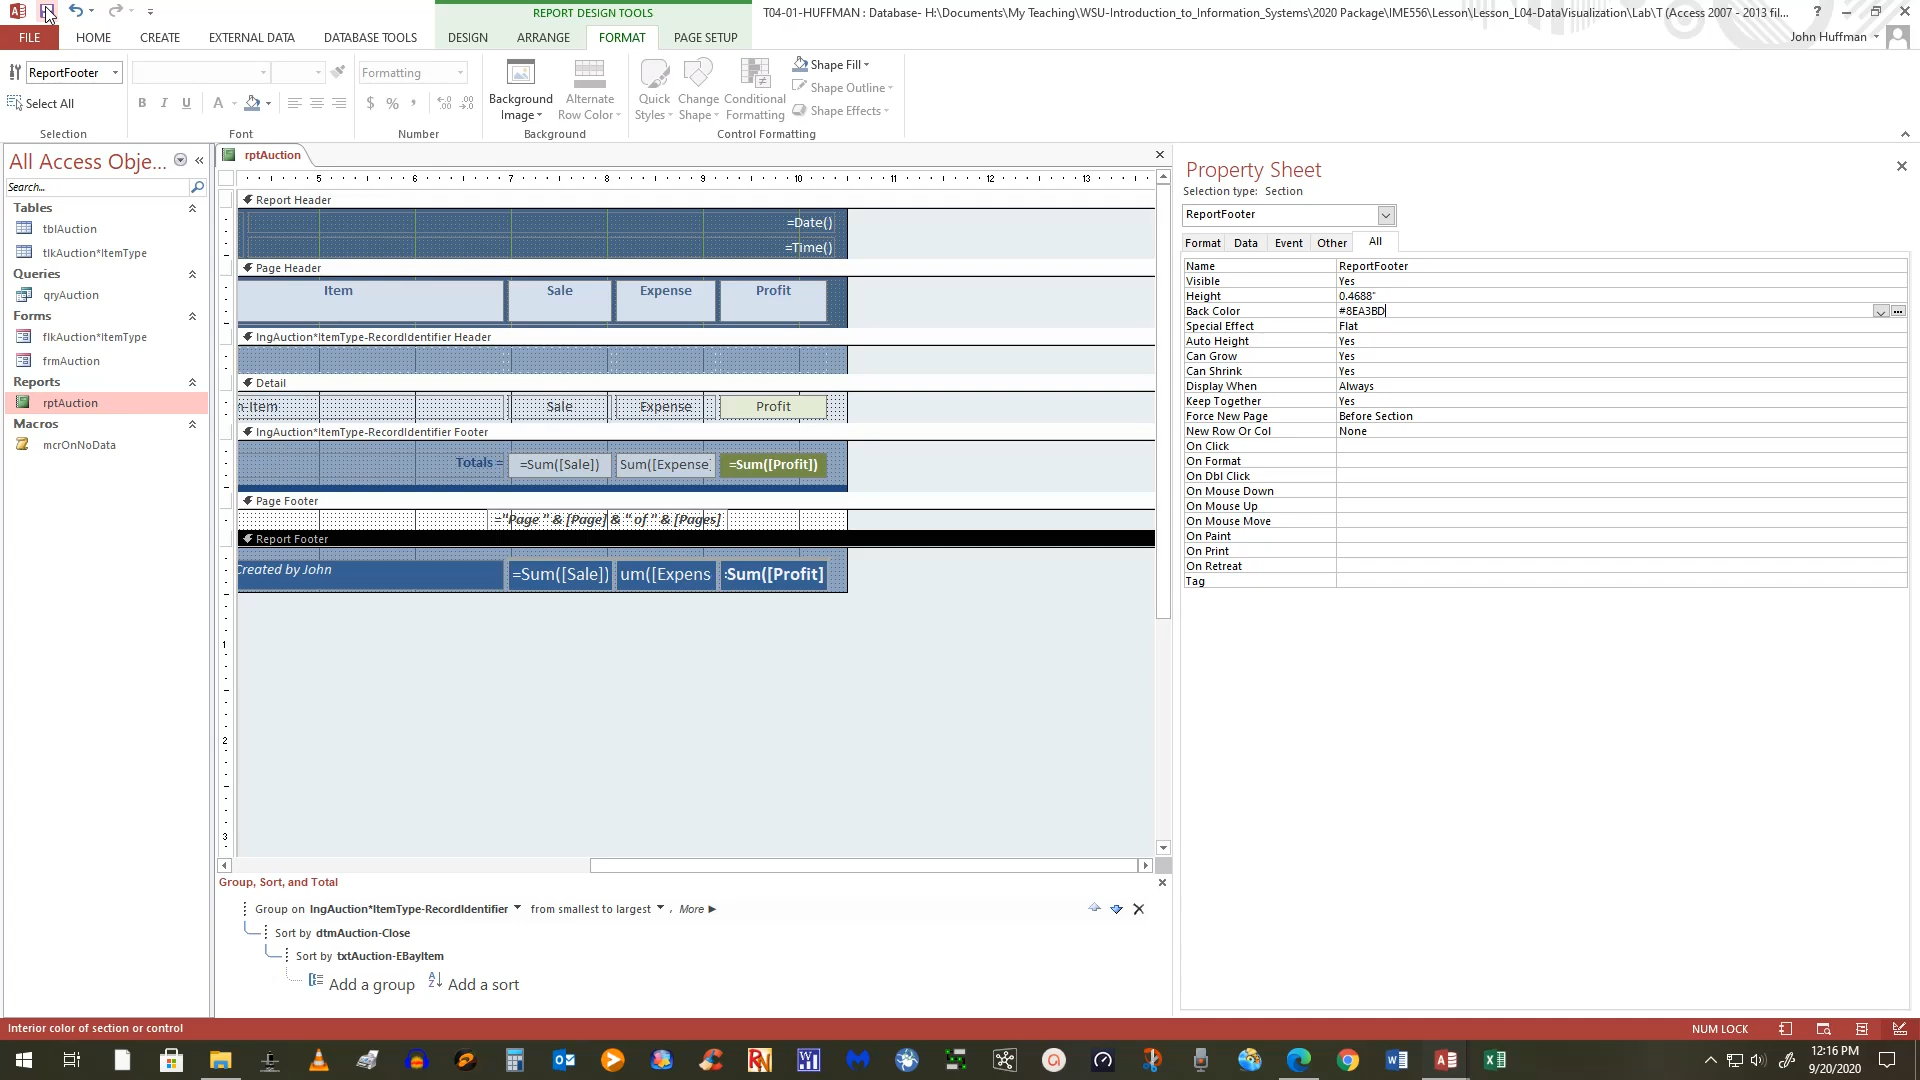 REPORT DESIGN TOOLS
T04-01-HUFFMAN : Database- H:\Documents\My Teaching\WSU-Introduction_to_Information_Systems\2020 Package\IME556\Lesson\Lesson_L04-DataVisualization\Lab\T (Access 2007 - 2013 fil...
?
FILE HOME CREATE EXTERNAL DATA DATABASE TOOLS DESIGN ARRANGE FORMAT PAGE SETUP
John Huffman
ReportFooter
Formatting
Select All
B I U A
$ % ,
Background Image
Alternate Row Color
Quick Styles
Change Shape
Conditional Formatting
Shape Fill
Shape Outline
Shape Effects
Selection
Font
Number
Background
Control Formatting
All Access Obje...
Search...
Tables
tblAuction
tlkAuction*ItemType
Queries
qryAuction
Forms
flkAuction*ItemType
frmAuction
Reports
rptAuction
Macros
mcrOnNoData
rptAuction
5 6 7 8 9 10 11 12 13
Report Header
=Date()
=Time()
Page Header
Item Sale Expense Profit
lngAuction*ItemType-RecordIdentifier Header
Detail
n-Item Sale Expense Profit
lngAuction*ItemType-RecordIdentifier Footer
Totals = =Sum([Sale]) Sum([Expense] =Sum([Profit])
Page Footer
="Page " & [Page] & " of " & [Pages]
Report Footer
Created by John =Sum([Sale]) um([Expens :Sum([Profit]
1
2
3
Group, Sort, and Total
Group on lngAuction*ItemType-RecordIdentifier from smallest to largest , More
Sort by dtmAuction-Close
Sort by txtAuction-EBayItem
Add a group Add a sort
Property Sheet
Selection type: Section
ReportFooter
Format Data Event Other All
Name ReportFooter
Visible Yes
Height 0.4688"
Back Color #8EA3BD
Special Effect Flat
Auto Height Yes
Can Grow Yes
Can Shrink Yes
Display When Always
Keep Together Yes
Force New Page Before Section
New Row Or Col None
On Click
On Format
On Dbl Click
On Mouse Down
On Mouse Up
On Mouse Move
On Paint
On Print
On Retreat
Tag
Interior color of section or control
NUM LOCK
12:16 PM
9/20/2020